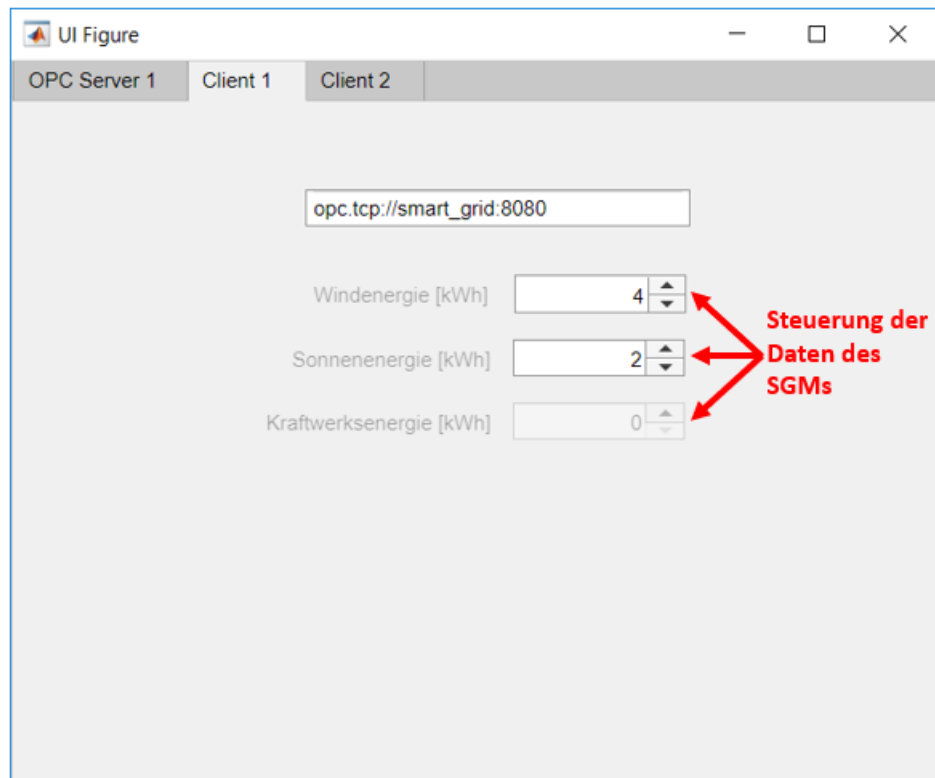 UI Figure
OPC Server 1 Client 1 Client 2
opc.tcp://smart_grid:8080
Windenergie [kWh] 4
Sonnenenergie [kWh] 2
Kraftwerksenergie [kWh] 0
Steuerung der
Daten des
SGMs